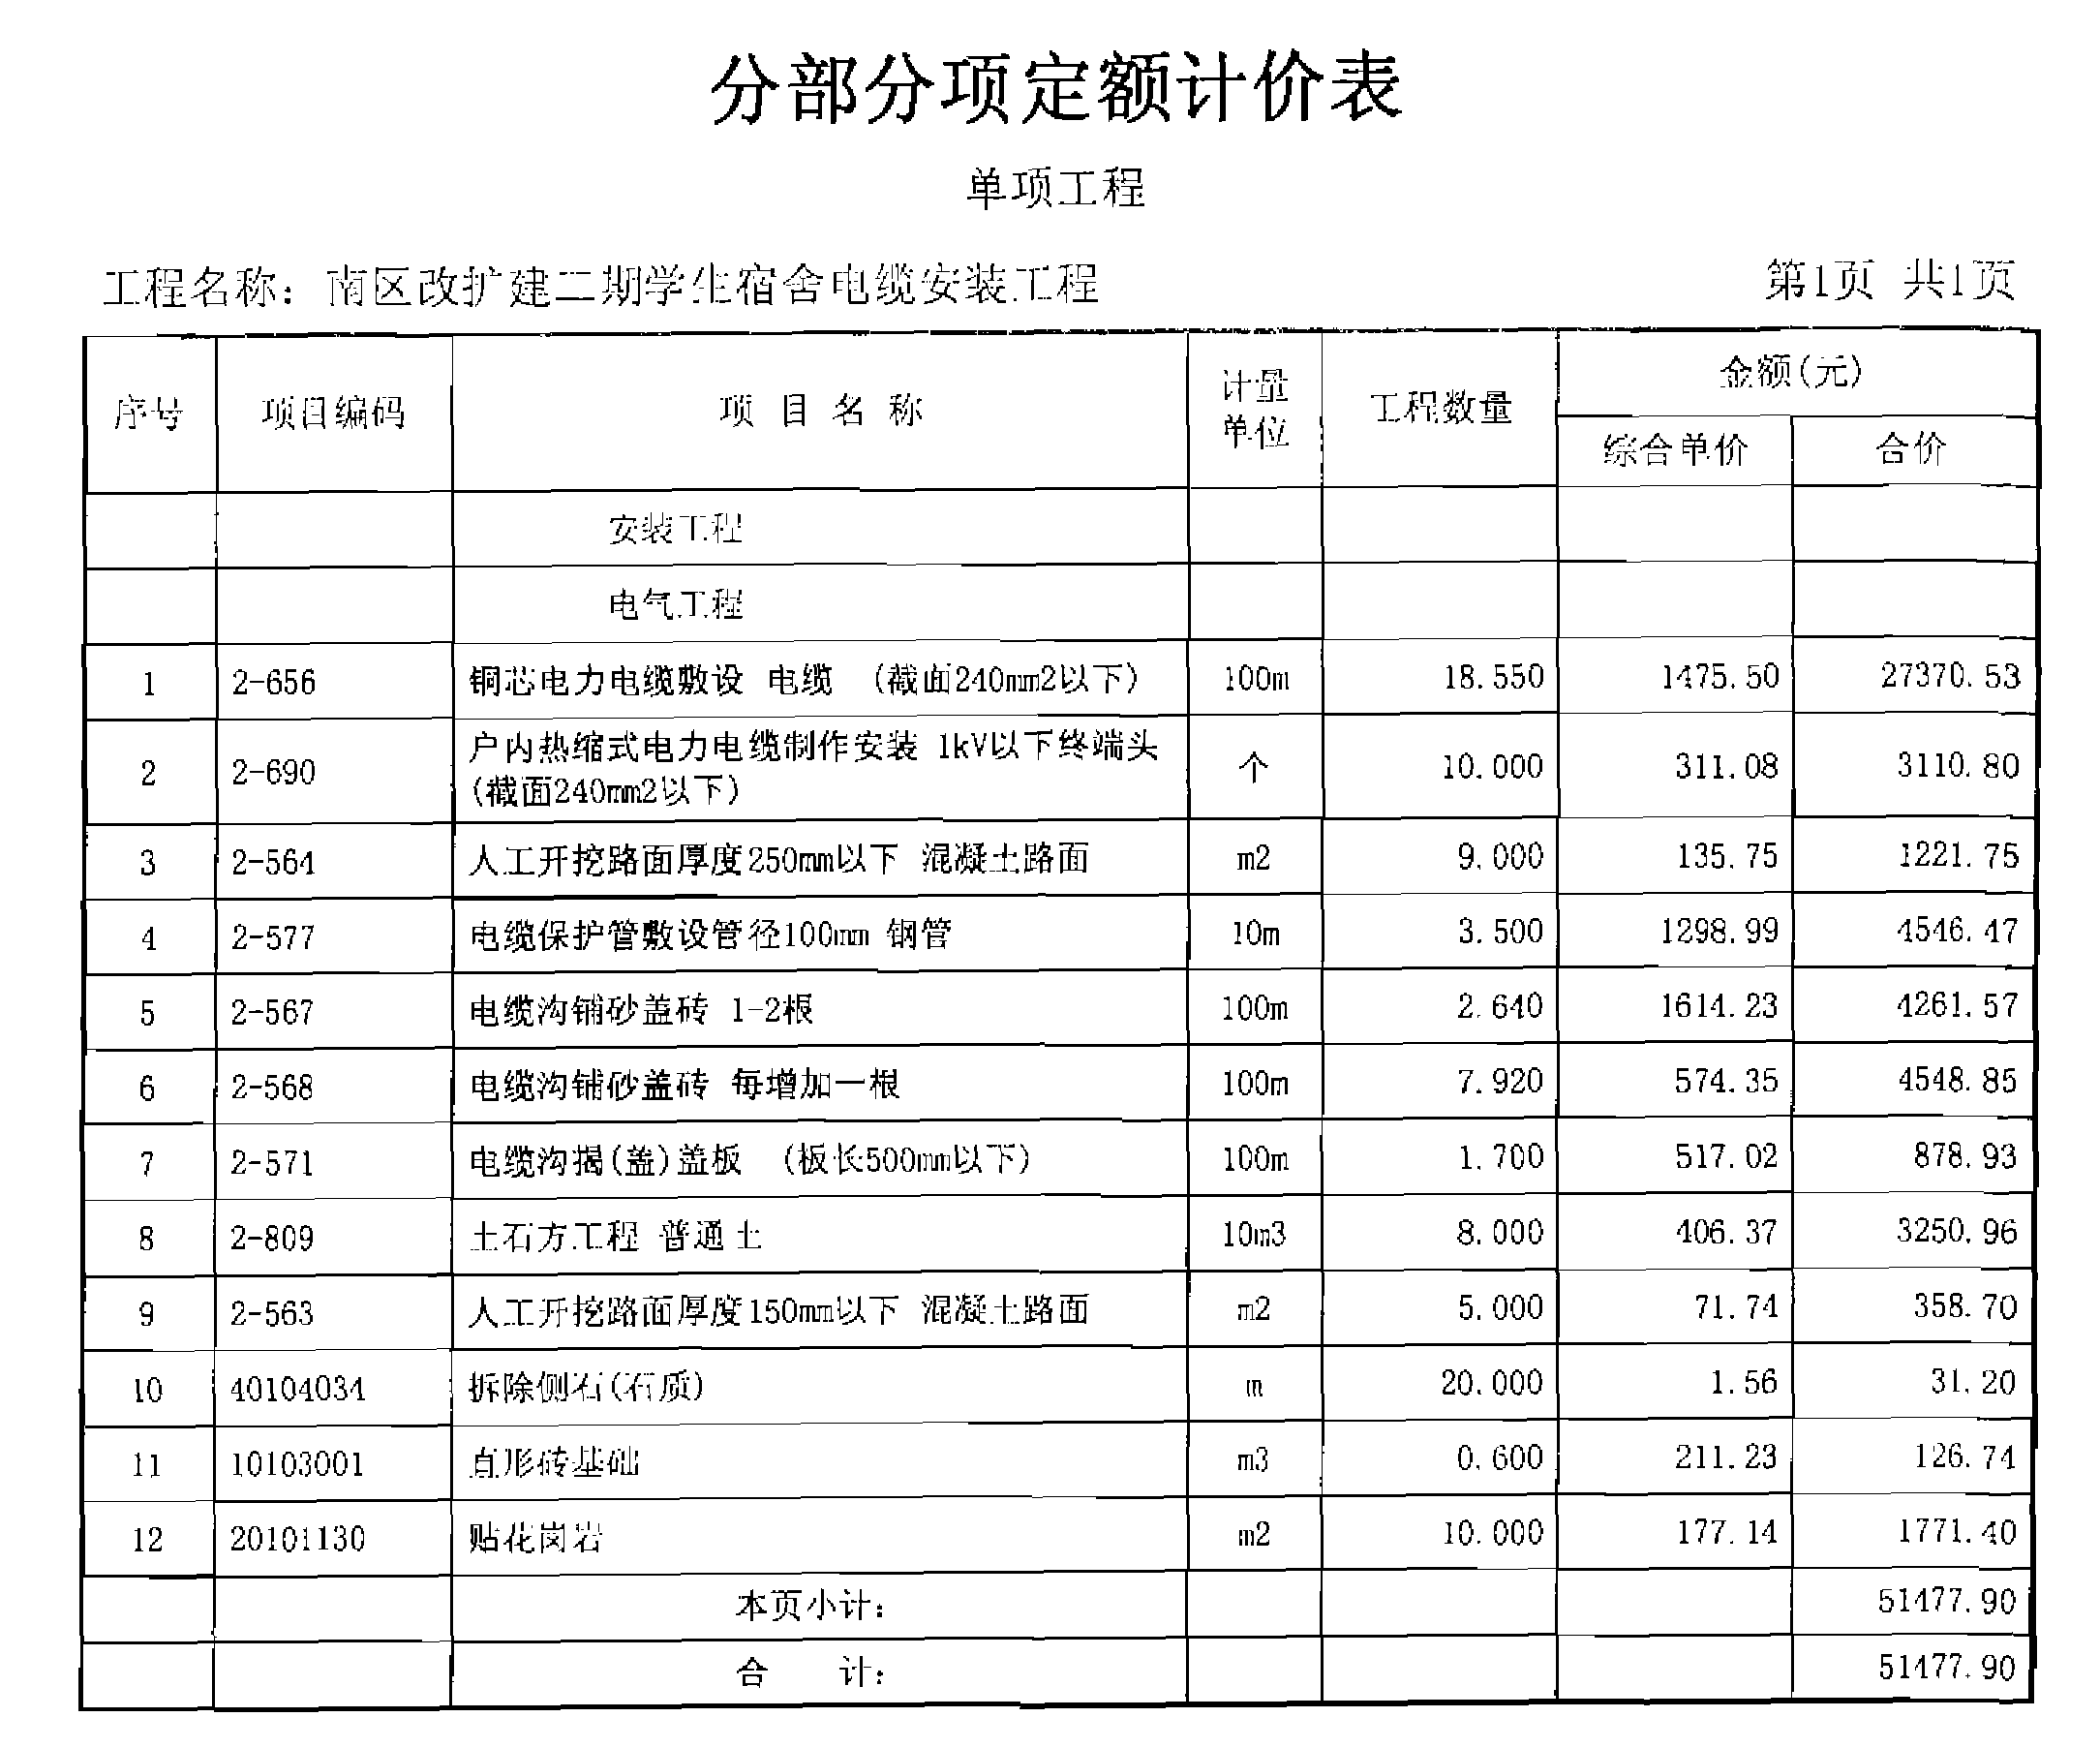 分部分项定额计价表
单项工程
工程名称：南区改扩建二期学生宿舍电缆安装工程 第1页 共1页
序号 项目编码 项目名称 计量单位 工程数量 金额(元)
综合单价 合价
安装工程
电气工程
1 2-656 铜芯电力电缆敷设 电缆 (截面240mm2以下) 100m 18.550 1475.50 27370.53
2 2-690 户内热缩式电力电缆制作安装 1kV以下终端头
(截面240mm2以下) 个 10.000 311.08 3110.80
3 2-564 人工开挖路面厚度250mm以下 混凝土路面 m2 9.000 135.75 1221.75
4 2-577 电缆保护管敷设管径100mm 钢管 10m 3.500 1298.99 4546.47
5 2-567 电缆沟铺砂盖砖 1-2根 100m 2.640 1614.23 4261.57
6 2-568 电缆沟铺砂盖砖 每增加一根 100m 7.920 574.35 4548.85
7 2-571 电缆沟揭(盖)盖板 (板长500mm以下) 100m 1.700 517.02 878.93
8 2-809 土石方工程 普通土 10m3 8.000 406.37 3250.96
9 2-563 人工开挖路面厚度150mm以下 混凝土路面 m2 5.000 71.74 358.70
10 40104034 拆除侧石(石质) m 20.000 1.56 31.20
11 10103001 直形砖基础 m3 0.600 211.23 126.74
12 20101130 贴花岗岩 m2 10.000 177.14 1771.40
本页小计： 51477.90
合 计： 51477.90